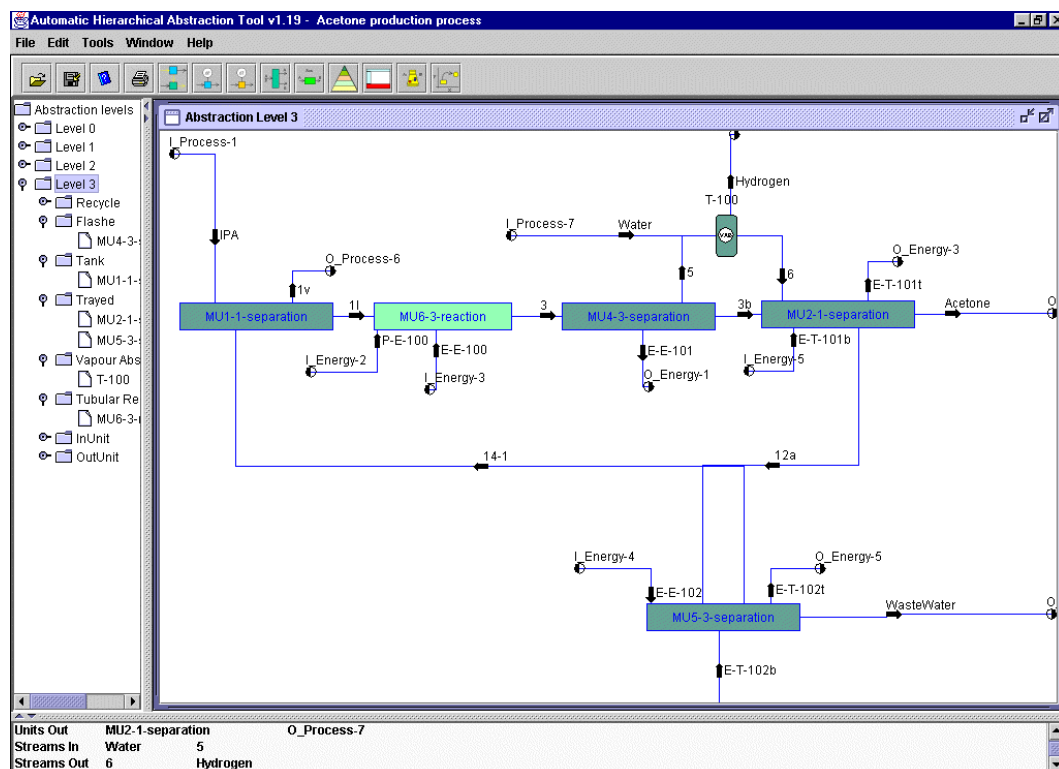 Automatic Hierarchical Abstraction Tool v1.19 - Acetone production process
File Edit Tools Window Help
Abstraction levels
Level 0
Level 1
Level 2
Level 3
Recycle
Flashe
MU4-3-s
Tank
MU1-1-s
Trayed
MU2-1-s
MU5-3-s
Vapour Abs
T-100
Tubular Re
MU6-3-r
InUnit
OutUnit
Abstraction Level 3
I_Process-1
Hydrogen
T-100
I_Process-7 Water
VAB
IPA
O_Process-6
O_Energy-3
1v
5
6
E-T-101t
1l
3
3b
Acetone
O
MU1-1-separation
MU6-3-reaction
MU4-3-separation
MU2-1-separation
P-E-100
E-T-101b
E-E-100
E-E-101
I_Energy-2
I_Energy-3
O_Energy-1
I_Energy-5
14-1
12a
I_Energy-4
O_Energy-5
E-E-102
E-T-102t
WasteWater
O
MU5-3-separation
E-T-102b
Units Out MU2-1-separation O_Process-7
Streams In Water 5
Streams Out 6 Hydrogen